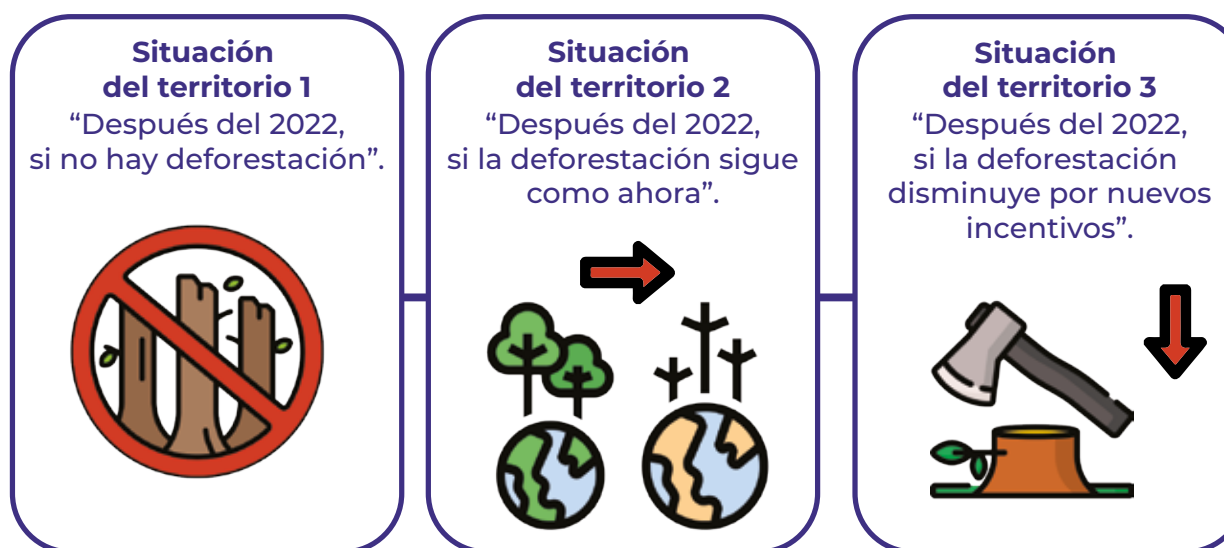 Situación
del territorio 1
“Después del 2022,
si no hay deforestación”.
Situación
del territorio 2
“Después del 2022,
si la deforestación sigue
como ahora”.
Situación
del territorio 3
“Después del 2022,
si la deforestación
disminuye por nuevos
incentivos”.